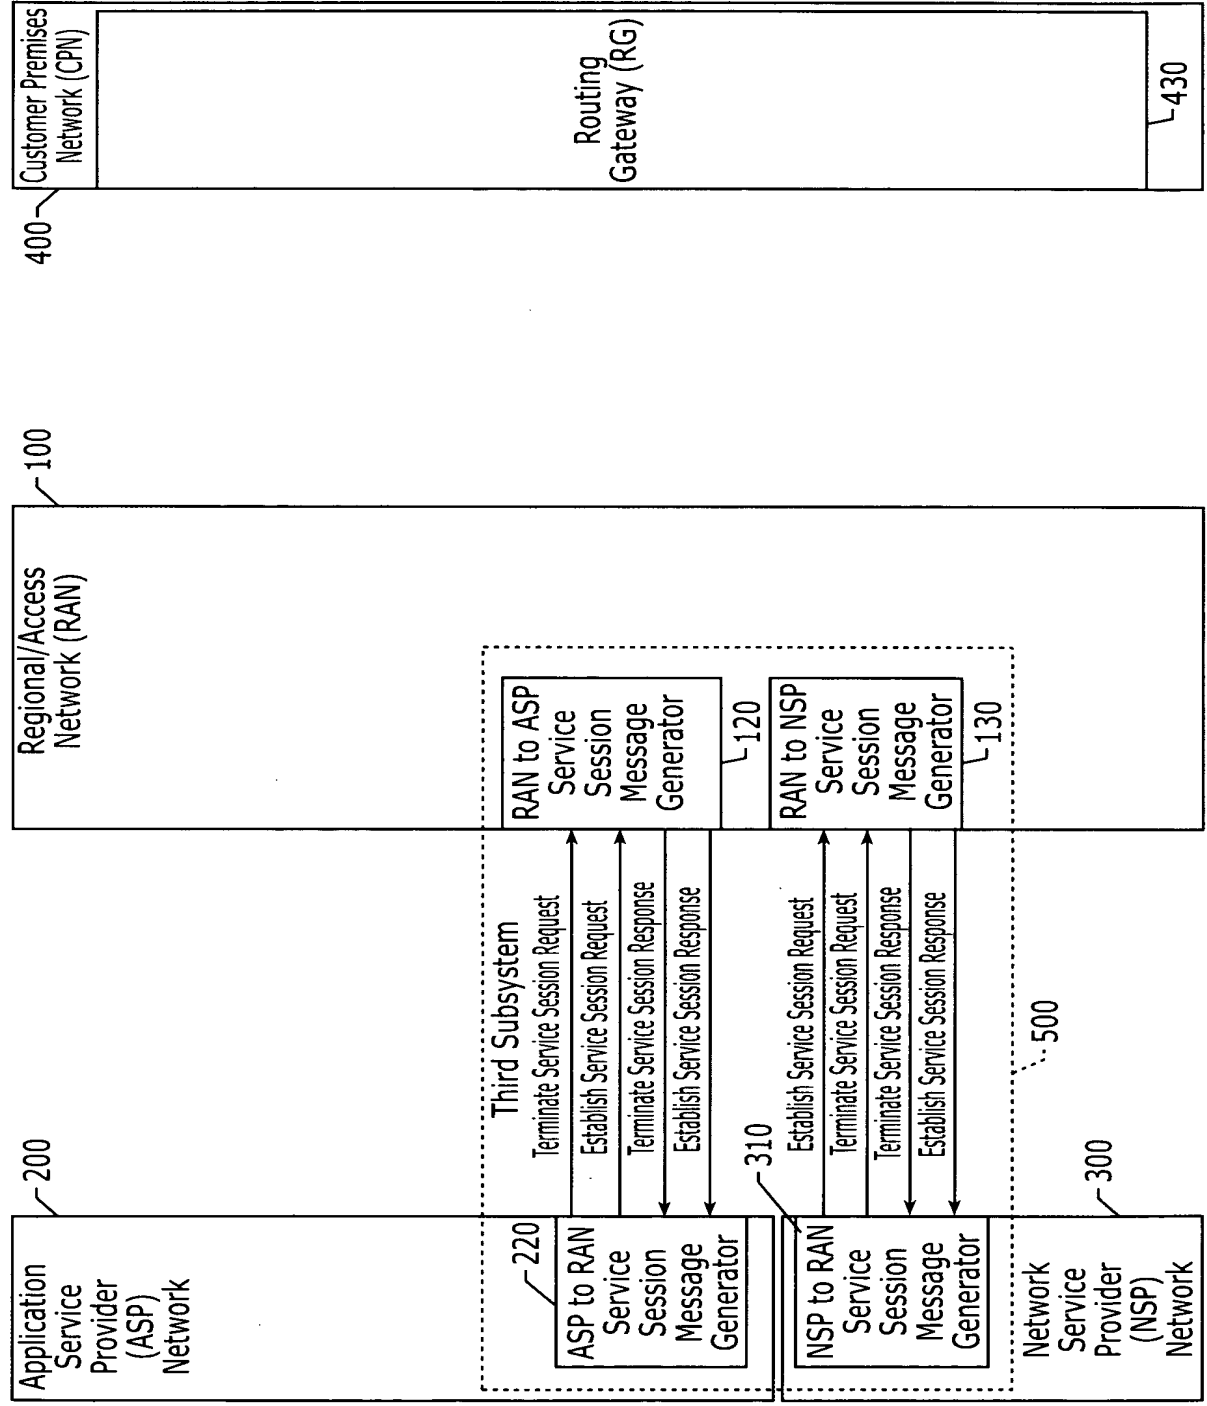 Application
Service
Provider
(ASP)
Network
200
220
ASP to RAN
Service
Session
Message
Generator
310
NSP to RAN
Service
Session
Message
Generator
Network
Service
Provider
(NSP)
Network
300
Third Subsystem
Terminate Service Session Request
Establish Service Session Request
Terminate Service Session Response
Establish Service Session Response
Establish Service Session Request
Terminate Service Session Request
Terminate Service Session Response
Establish Service Session Response
500
Regional/Access
Network (RAN)
100
RAN to ASP
Service
Session
Message
Generator
120
RAN to NSP
Service
Session
Message
Generator
130
Customer Premises
Network (CPN)
400
Routing
Gateway (RG)
430